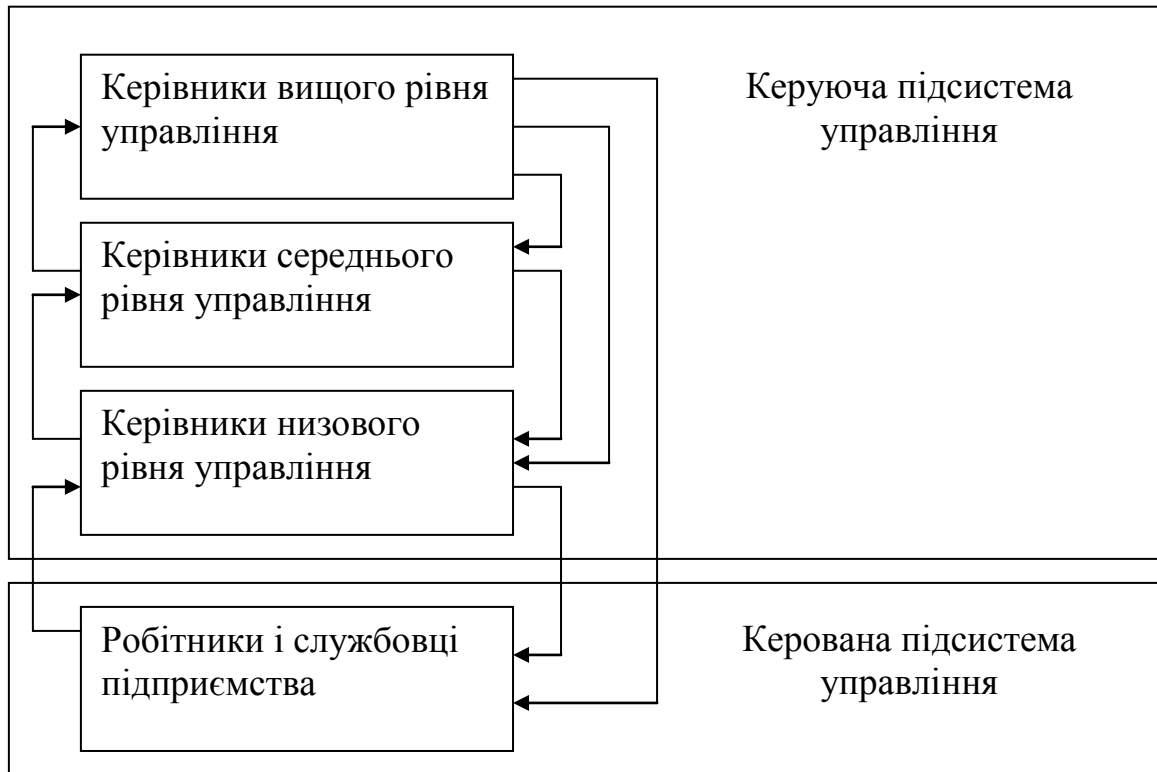 Керівники вищого рівня
управління
Керуюча підсистема
управління
Керівники середнього
рівня управління
Керівники низового
рівня управління
Робітники і службовці
підприємства
Керована підсистема
управління